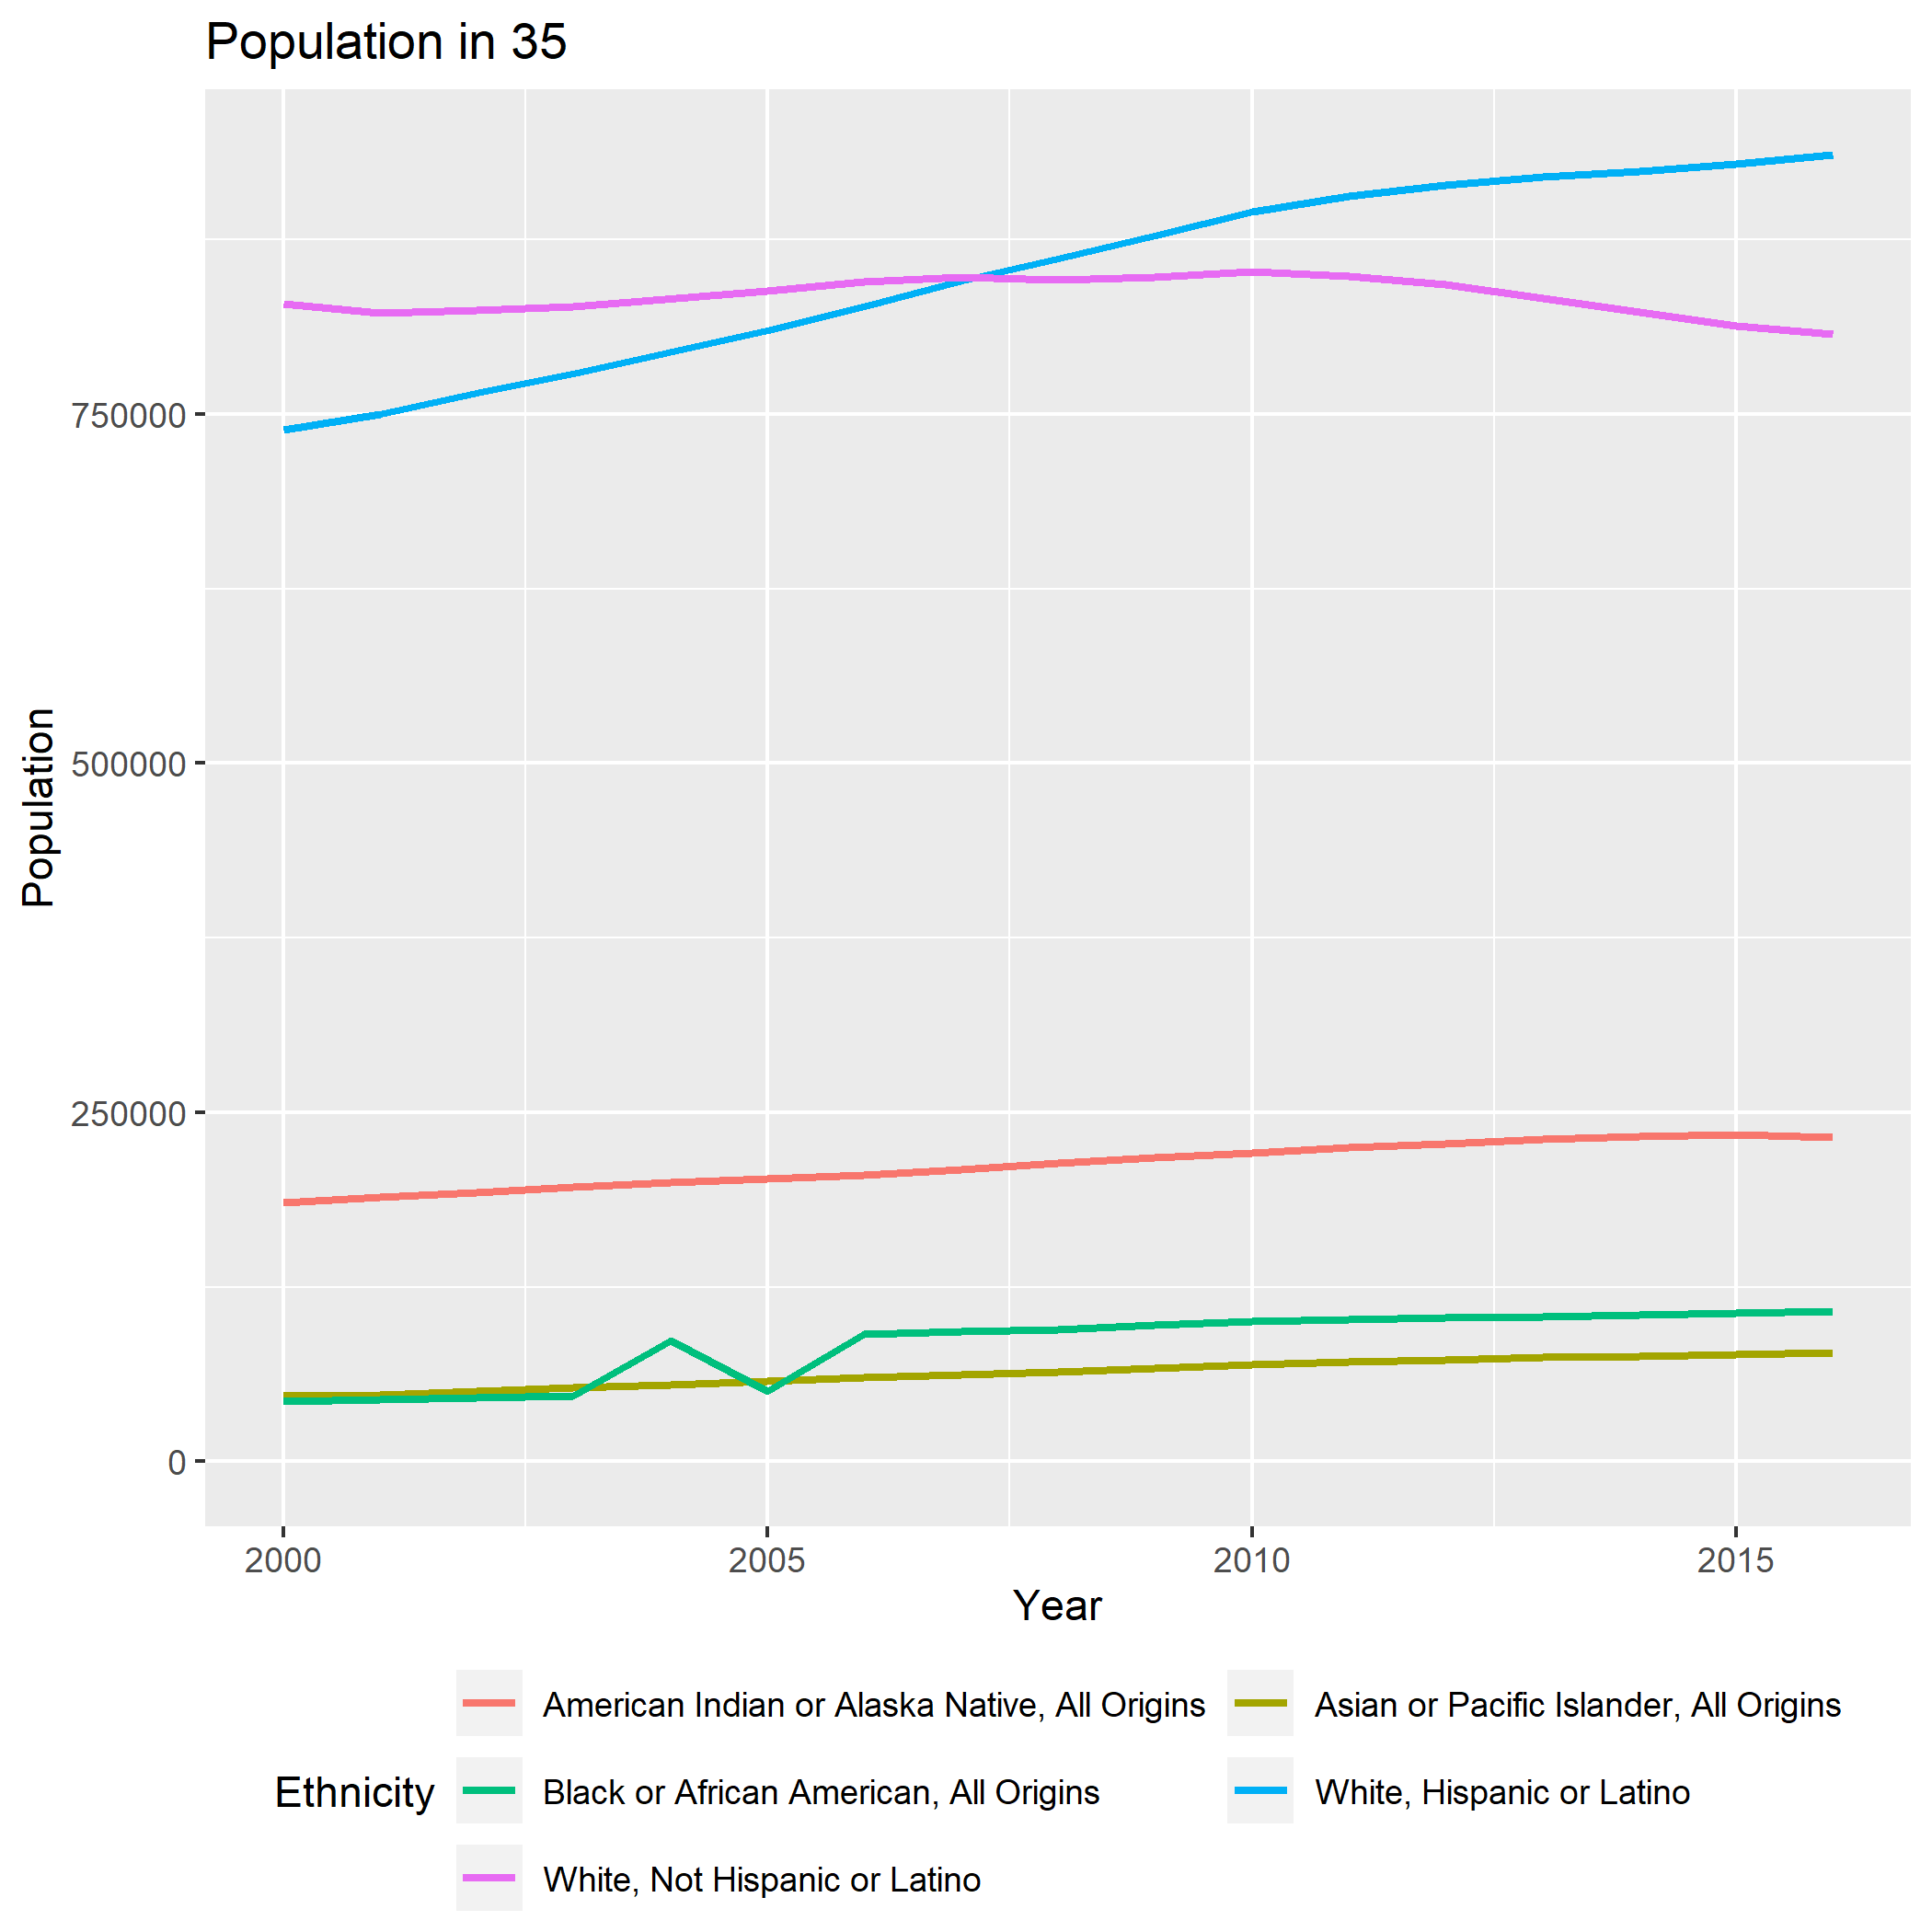 Population in 35
Population
750000
500000
250000
0
2000 2005 2010 2015
Year
Ethnicity
American Indian or Alaska Native, All Origins
Asian or Pacific Islander, All Origins
Black or African American, All Origins
White, Hispanic or Latino
White, Not Hispanic or Latino